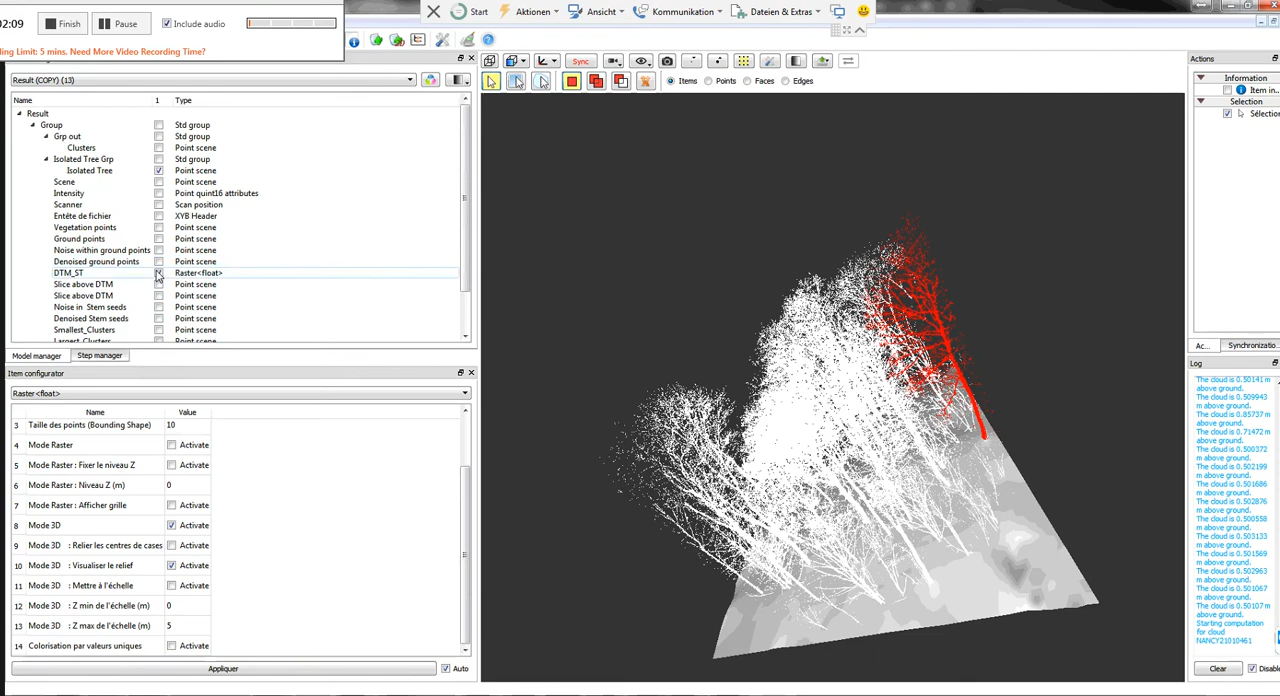 02:09 Finish Pause Include audio
ling Limit: 5 mins. Need More Video Recording Time?
Start Aktionen Ansicht Kommunikation Dateien & Extras
Result (COPY) (13)
Sync
Items Points Faces Edges
Name 1 Type
Result
Group Std group
Grp out Std group
Clusters Point scene
Isolated Tree Grp Std group
Isolated Tree Point scene
Scene Point scene
Intensity Point quint16 attributes
Scanner Scan position
Entête de fichier XYB Header
Vegetation points Point scene
Ground points Point scene
Noise within ground points Point scene
Denoised ground points Point scene
DTM_ST Raster<float>
Slice above DTM Point scene
Slice above DTM Point scene
Noise in Stem seeds Point scene
Denoised Stem seeds Point scene
Smallest_Clusters Point scene
Largest_Clusters Point scene
Model manager Step manager
Item configurator
Raster<float>
Name Value
3 Taille des points (Bounding Shape) 10
4 Mode Raster Activate
5 Mode Raster : Fixer le niveau Z Activate
6 Mode Raster : Niveau Z (m) 0
7 Mode Raster : Afficher grille Activate
8 Mode 3D Activate
9 Mode 3D : Relier les centres de cases Activate
10 Mode 3D : Visualiser le relief Activate
11 Mode 3D : Mettre à l'échelle Activate
12 Mode 3D : Z min de l'échelle (m) 0
13 Mode 3D : Z max de l'échelle (m) 5
14 Colorisation par valeurs uniques Activate
Appliquer Auto
Actions
Information
Item in...
Selection
Sélectio
Ac... Synchronizatio
Log
The cloud is 0.50141 m
above ground.
The cloud is 0.509943
m above ground.
The cloud is 0.85737 m
above ground.
The cloud is 0.71472 m
above ground.
The cloud is 0.500372
m above ground.
The cloud is 0.502199
m above ground.
The cloud is 0.501686
m above ground.
The cloud is 0.502876
m above ground.
The cloud is 0.500558
m above ground.
The cloud is 0.503133
m above ground.
The cloud is 0.501569
m above ground.
The cloud is 0.502963
m above ground.
The cloud is 0.501067
m above ground.
The cloud is 0.50107 m
above ground.
Starting computation
for cloud
NANCY21010461
Clear Disable